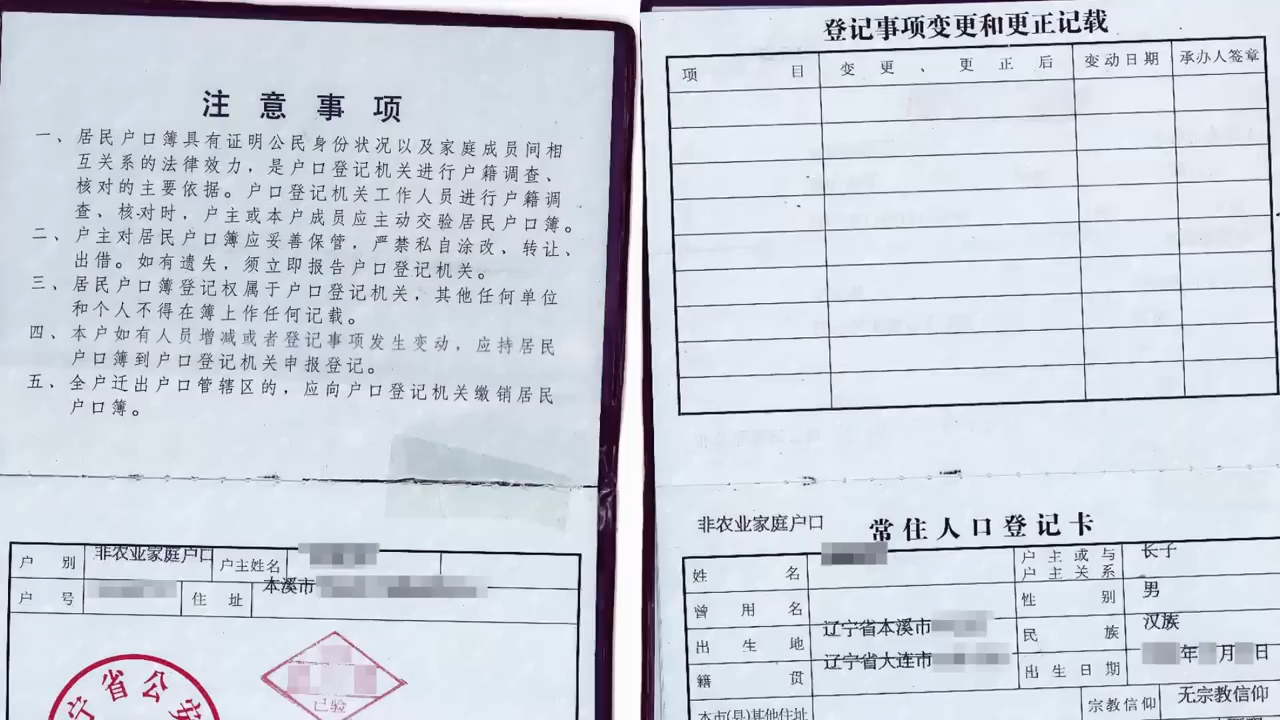 注意事项
一、居民户口簿具有证明公民身份状况以及家庭成员间相
互关系的法律效力，是户口登记机关进行户籍调查、
核对的主要依据。户口登记机关工作人员进行户籍调
查、核对时，户主或本户成员应主动交验居民户口簿。
二、户主对居民户口簿应妥善保管，严禁私自涂改、转让、
出借。如有遗失，须立即报告户口登记机关。
三、居民户口簿登记权属于户口登记机关，其他任何单位
和个人不得在簿上作任何记载。
四、本户如有人员增减或者登记事项发生变动，应持居民
户口簿到户口登记机关申报登记。
五、全户迁出户口管辖区的，应向户口登记机关缴销居民
户口簿。
户别 非农业家庭户口 户主姓名
户号 住址 本溪市
宁省公安
已验
登记事项变更和更正记载
项目 变更、更正后 变动日期 承办人签章
非农业家庭户口 常住人口登记卡
姓名 户主或与户主关系 长子
曾用名 性别 男
出生地 辽宁省本溪市 民族 汉族
籍贯 辽宁省大连市 出生日期 年 月 日
本市(县)其他住址 宗教信仰 无宗教信仰